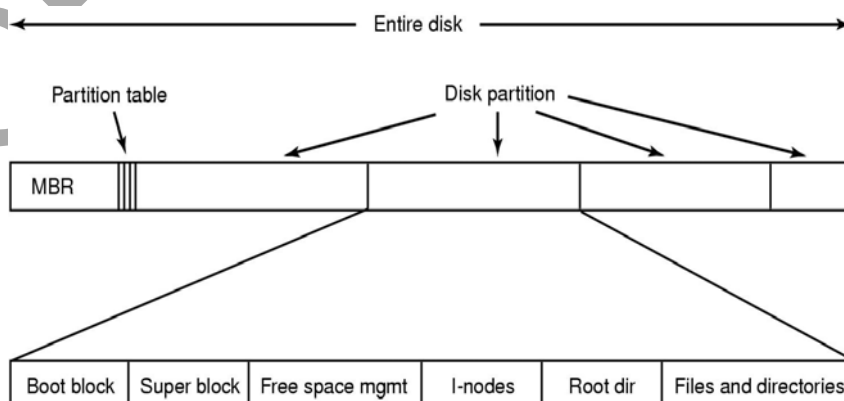 Entire disk
Partition table
Disk partition
MBR
Boot block
Super block
Free space mgmt
I-nodes
Root dir
Files and directories